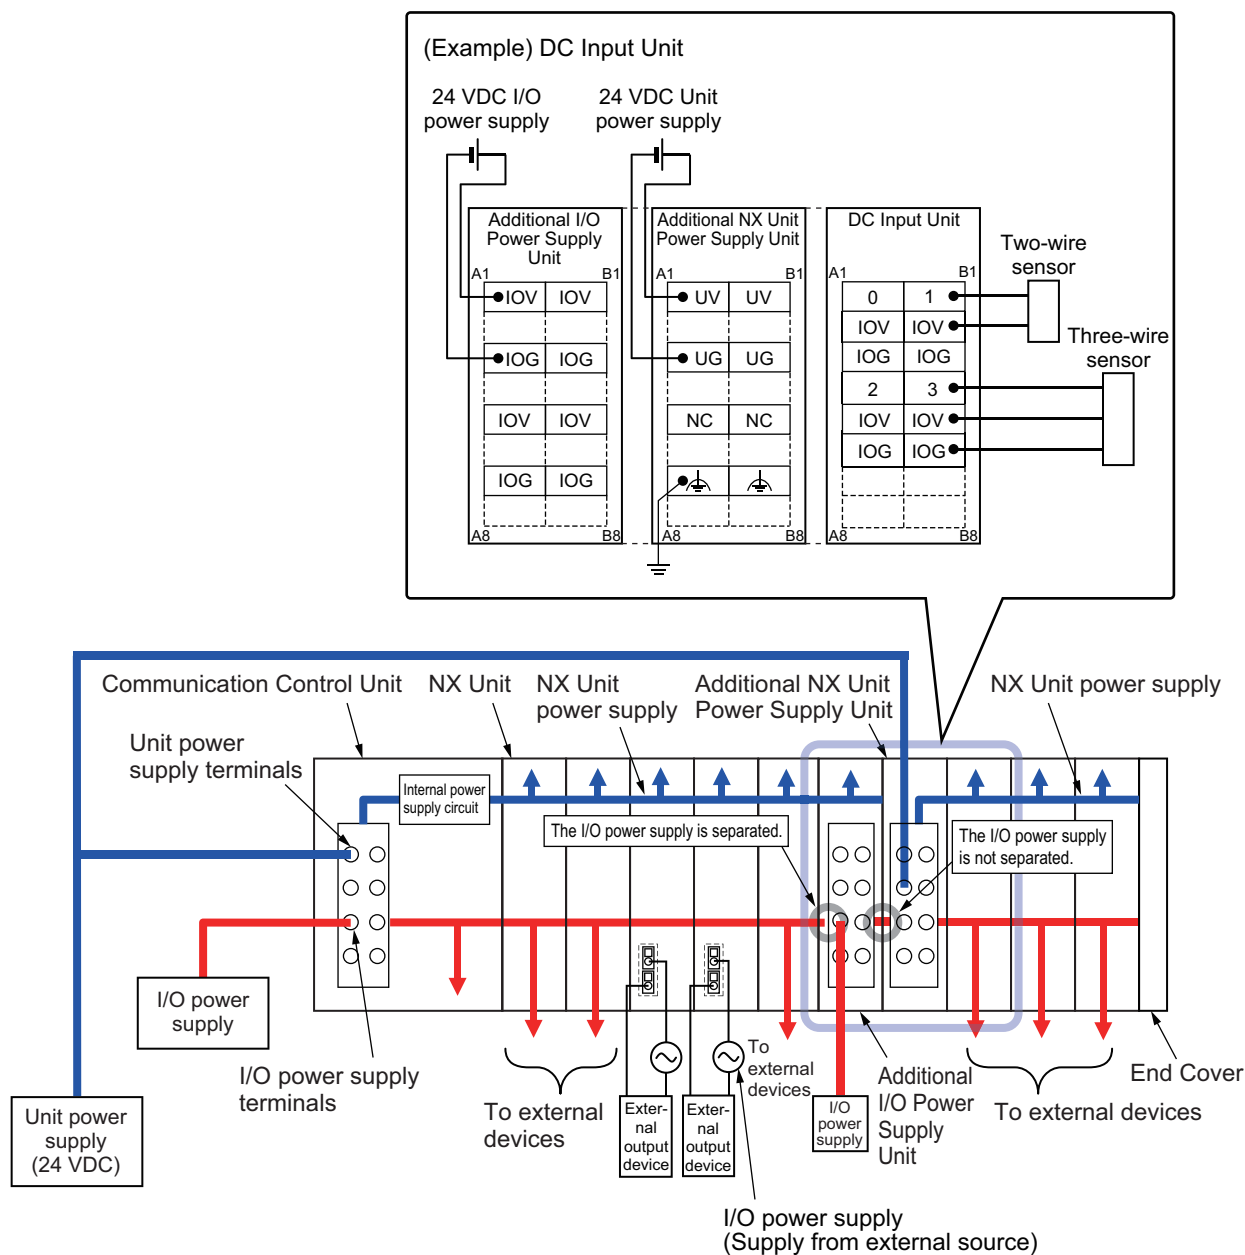 (Example) DC Input Unit
24 VDC I/O
power supply
24 VDC Unit
power supply
Additional I/O
Power Supply
Unit
Additional NX Unit
Power Supply Unit
DC Input Unit
Two-wire
sensor
Three-wire
sensor
A1 B1
IOV IOV
IOG IOG
IOV IOV
IOG IOG
A8 B8
A1 B1
UV UV
UG UG
NC NC
A8 B8
A1 B1
0 1
IOV IOV
IOG IOG
2 3
IOV IOV
IOG IOG
A8 B8
Communication Control Unit
NX Unit
NX Unit
power supply
Additional NX Unit
Power Supply Unit
NX Unit power supply
Unit power
supply terminals
Internal power
supply circuit
The I/O power supply is separated.
The I/O power supply
is not separated.
I/O power
supply
I/O power supply
terminals
Unit power
supply
(24 VDC)
To external
devices
Exter-
nal
output
device
Exter-
nal
output
device
To
external
devices
I/O
power
supply
Additional
I/O Power
Supply
Unit
To external devices
End Cover
I/O power supply
(Supply from external source)